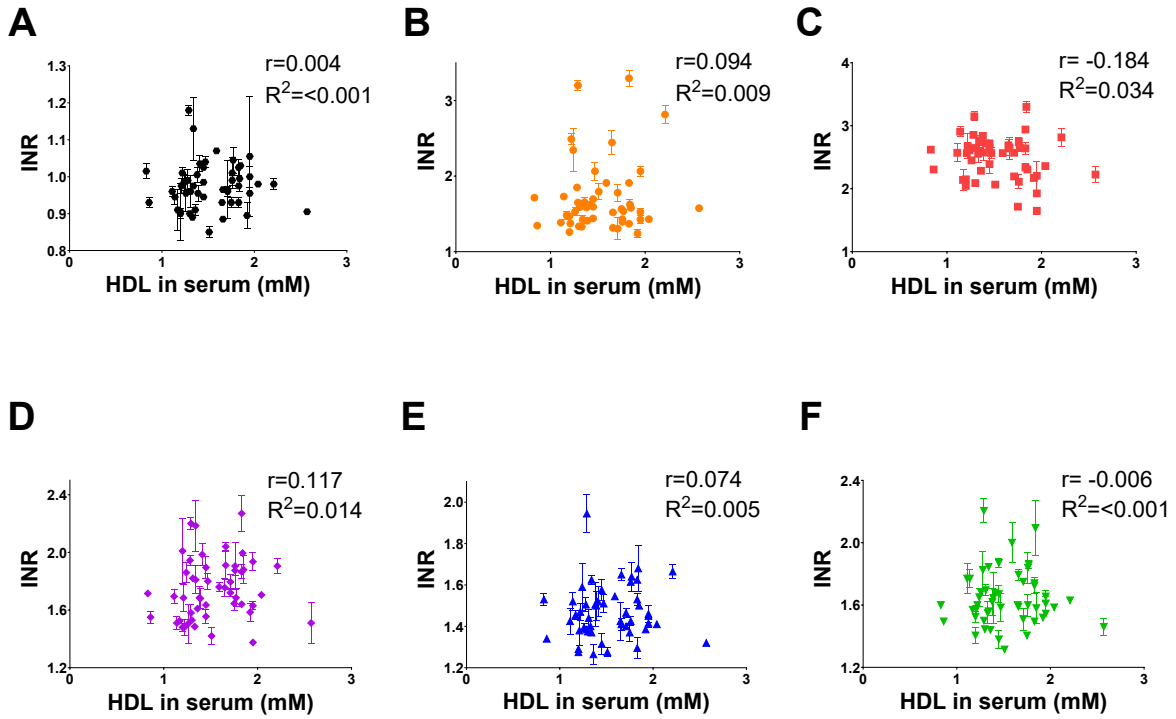 A
r=0.004
R²=<0.001
INR
1.3
1.2
1.1
1.0
0.9
0.8
0
1
2
3
HDL in serum (mM)
B
r=0.094
R²=0.009
INR
3
2
1
0
1
2
3
HDL in serum (mM)
C
r= -0.184
R²=0.034
INR
4
3
2
1
0
1
2
3
HDL in serum (mM)
D
r=0.117
R²=0.014
INR
2.4
2.0
1.6
1.2
0
1
2
3
HDL in serum (mM)
E
r=0.074
R²=0.005
INR
2.0
1.8
1.6
1.4
1.2
0
1
2
3
HDL in serum (mM)
F
r= -0.006
R²=<0.001
INR
2.4
2.0
1.6
1.2
0
1
2
3
HDL in serum (mM)